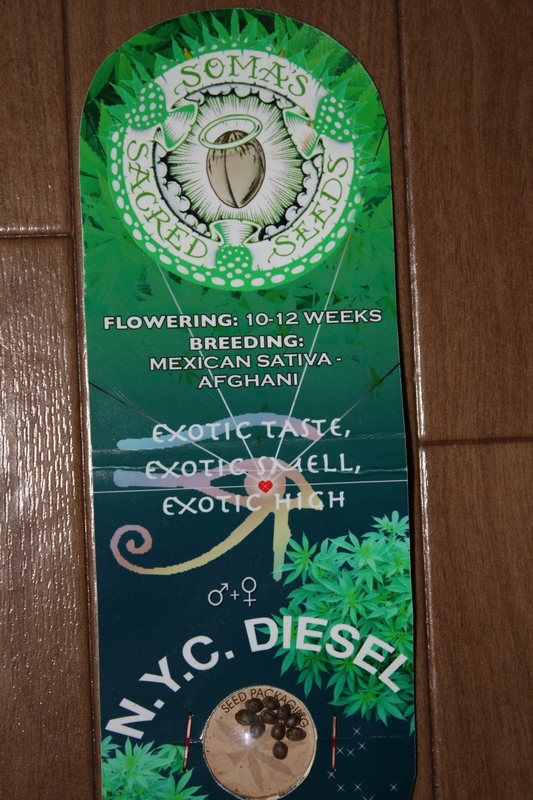 SOMA'S
SACRED SEEDS
FLOWERING: 10-12 WEEKS
BREEDING:
MEXICAN SATIVA -
AFGHANI
EXOTIC TASTE,
EXOTIC SMELL,
EXOTIC HIGH
♂+♀
N.Y.C. DIESEL
SEED PACKAGING